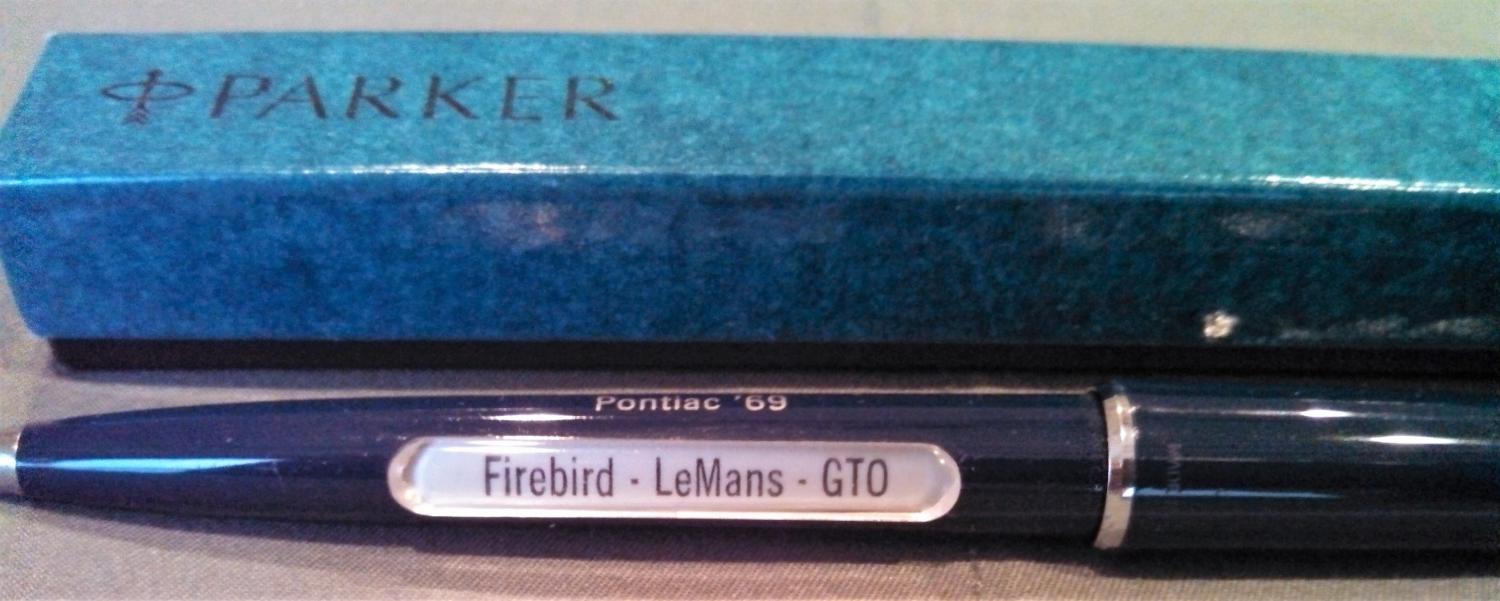 PARKER
Pontiac '69
Firebird - LeMans - GTO